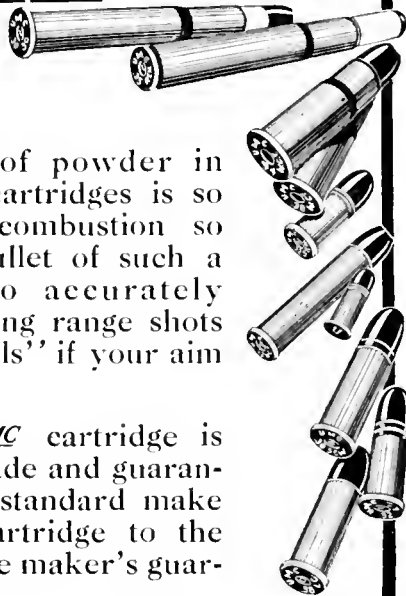 of powder in
cartridges is so
combustion so
ullet of such a
o accurately
ng range shots
ls" if your aim
MC cartridge is
de and guaran-
standard make
artridge to the
e maker's guar-